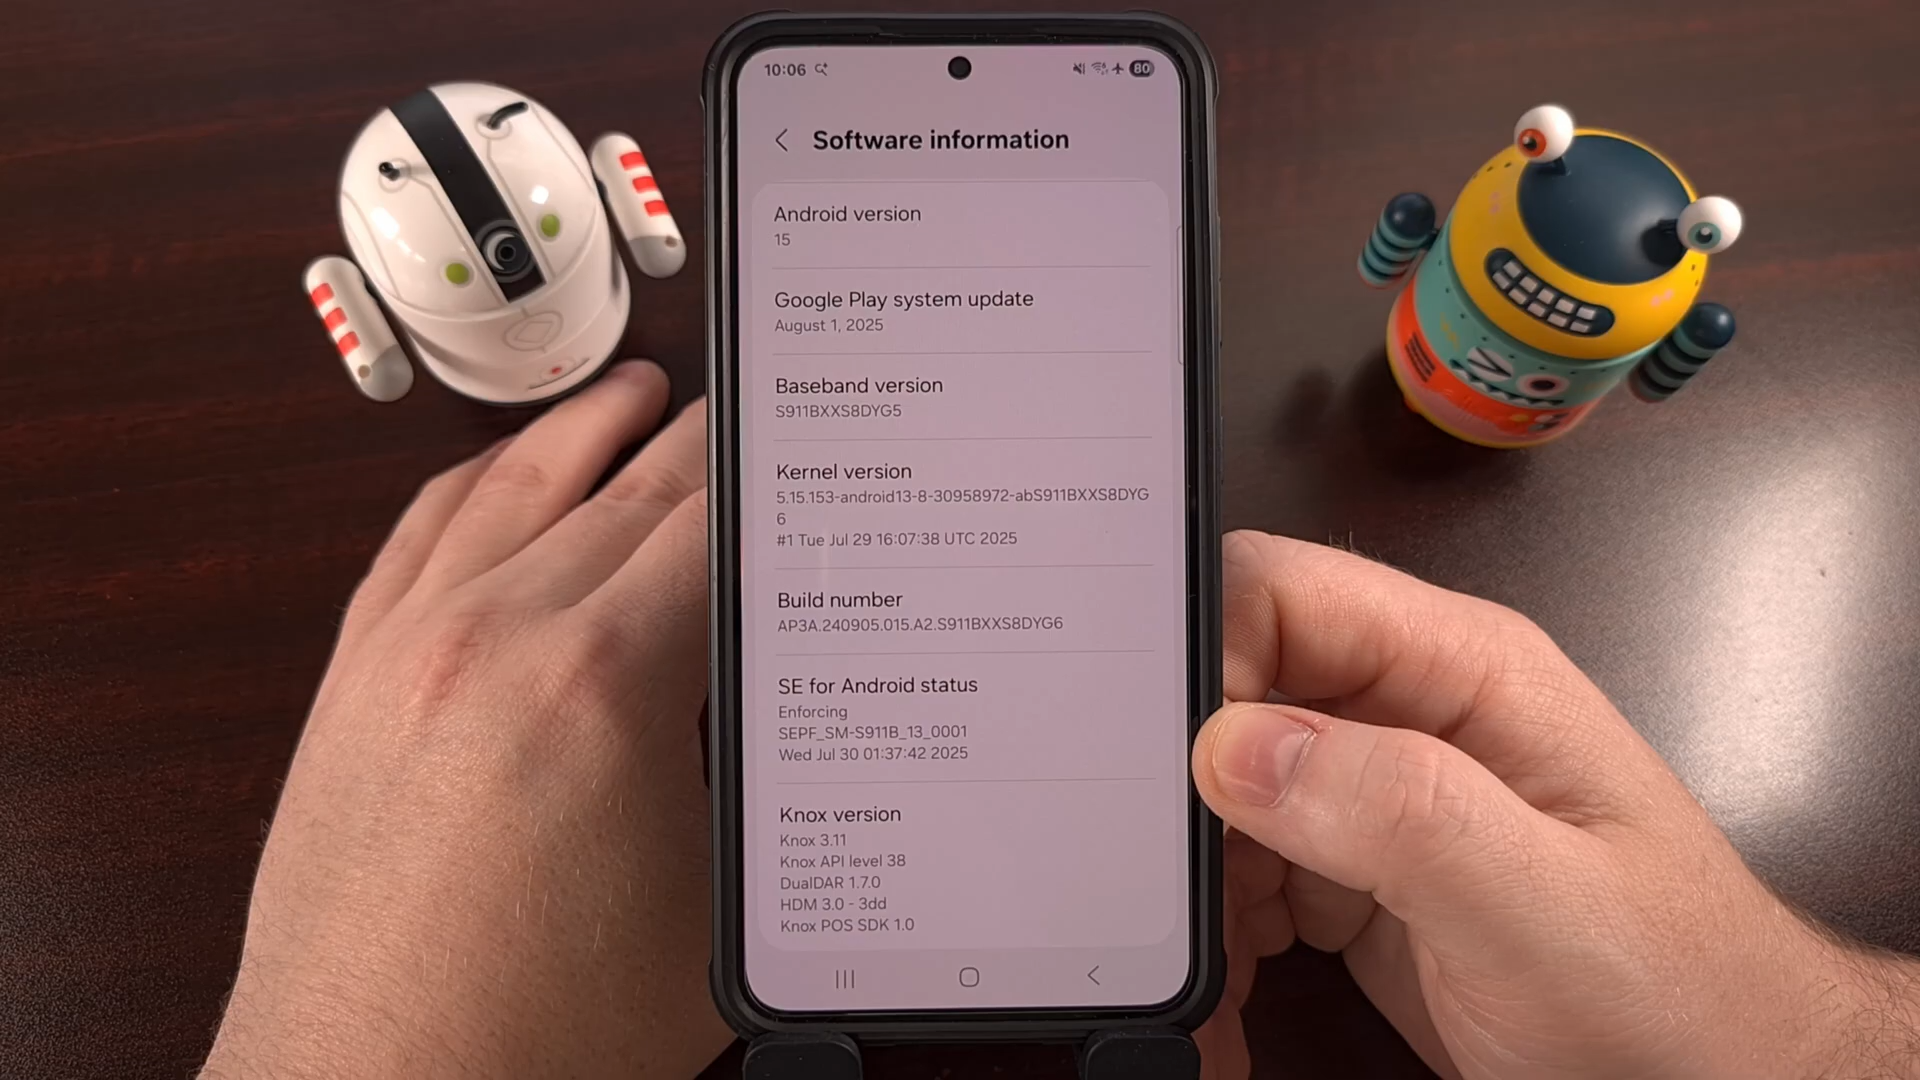 10:06
80
Software information
Android version
15
Google Play system update
August 1, 2025
Baseband version
S911BXXS8DYG5
Kernel version
5.15.153-android13-8-30958972-abS911BXXS8DYG
6
#1 Tue Jul 29 16:07:38 UTC 2025
Build number
AP3A.240905.015.A2.S911BXXS8DYG6
SE for Android status
Enforcing
SEPF_SM-S911B_13_0001
Wed Jul 30 01:37:42 2025
Knox version
Knox 3.11
Knox API level 38
DualDAR 1.7.0
HDM 3.0 - 3dd
Knox POS SDK 1.0